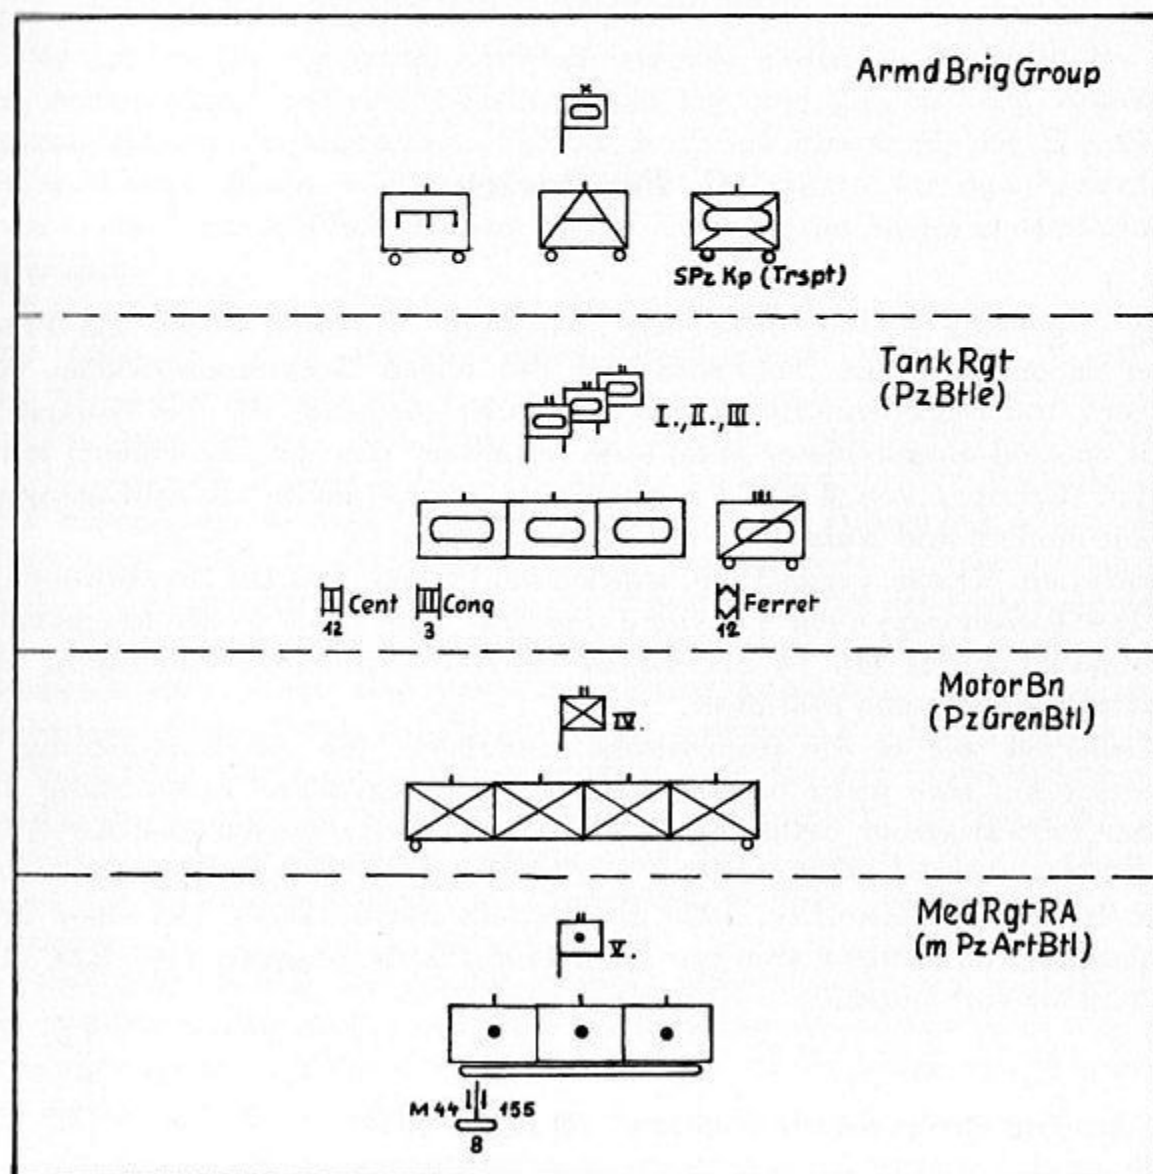 Armd Brig Group
SPz Kp (Trspt)
Tank Rgt
(PzBtle)
I., II., III.
Cent Conq Ferret
12 3 12
Motor Bn
(PzGrenBtl)
IV.
Med Rgt RA
(m PzArtBtl)
V.
M 44 155
8